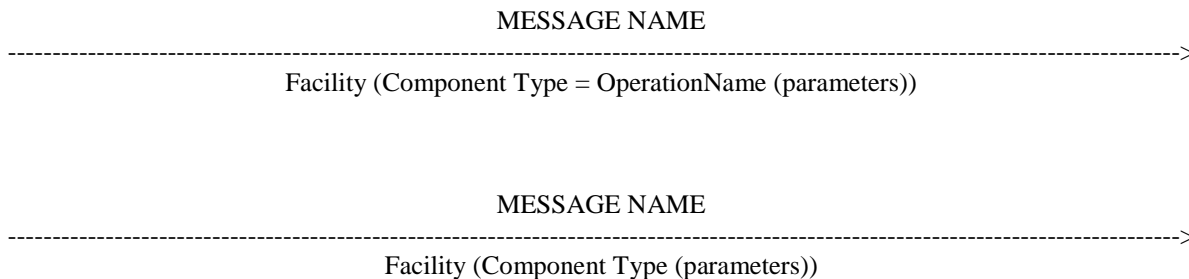 MESSAGE NAME
------------------------------------------------------------------------------------------------------------------------------------>
Facility (Component Type = OperationName (parameters))
MESSAGE NAME
------------------------------------------------------------------------------------------------------------------------------------>
Facility (Component Type (parameters))